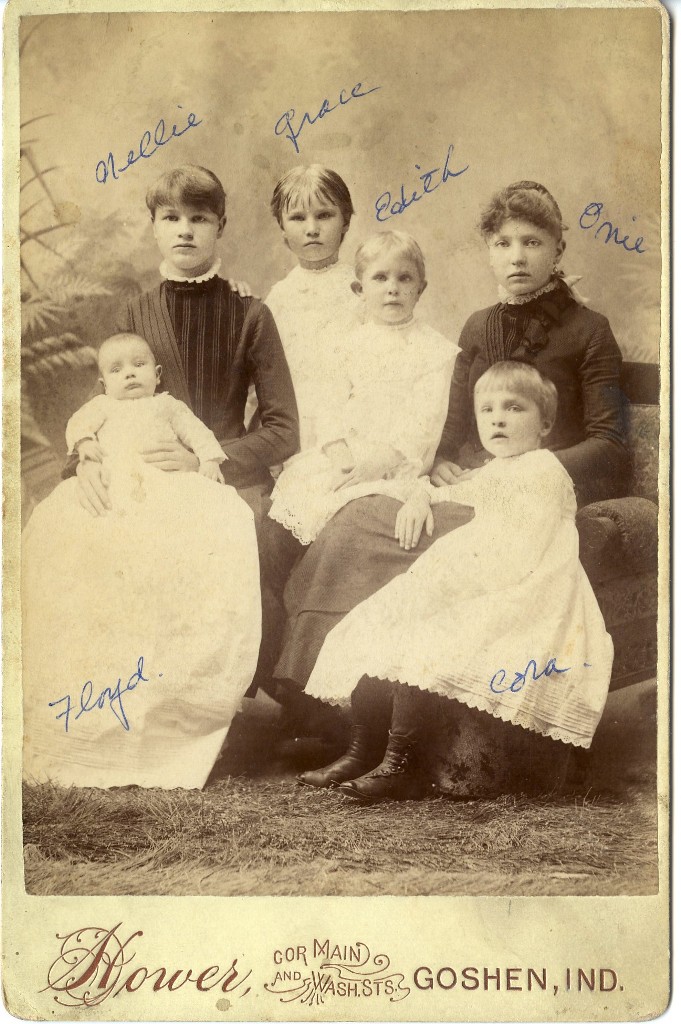 Nellie
Grace
Edith
Onie
Floyd.
Cora.
Hower,
COR MAIN
AND WASH. STS.
GOSHEN, IND.